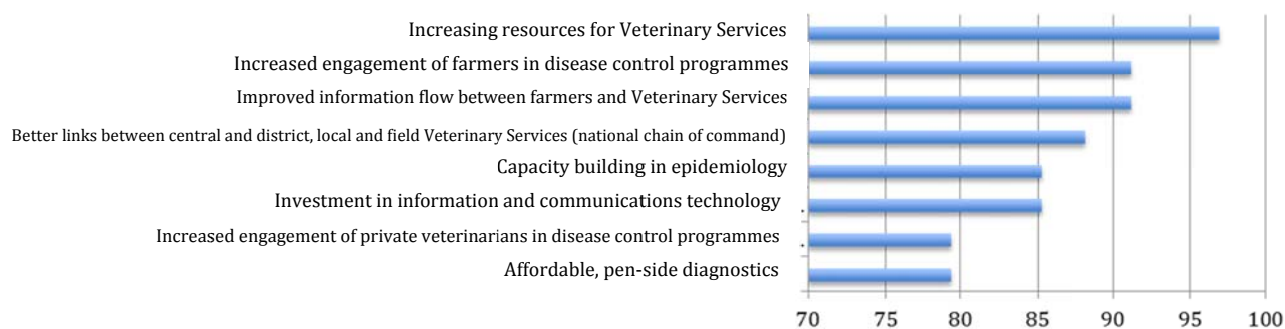 Increasing resources for Veterinary Services
Increased engagement of farmers in disease control programmes
Improved information flow between farmers and Veterinary Services
Better links between central and district, local and field Veterinary Services (national chain of command)
Capacity building in epidemiology
Investment in information and communications technology
Increased engagement of private veterinarians in disease control programmes
Affordable, pen-side diagnostics
70 75 80 85 90 95 100